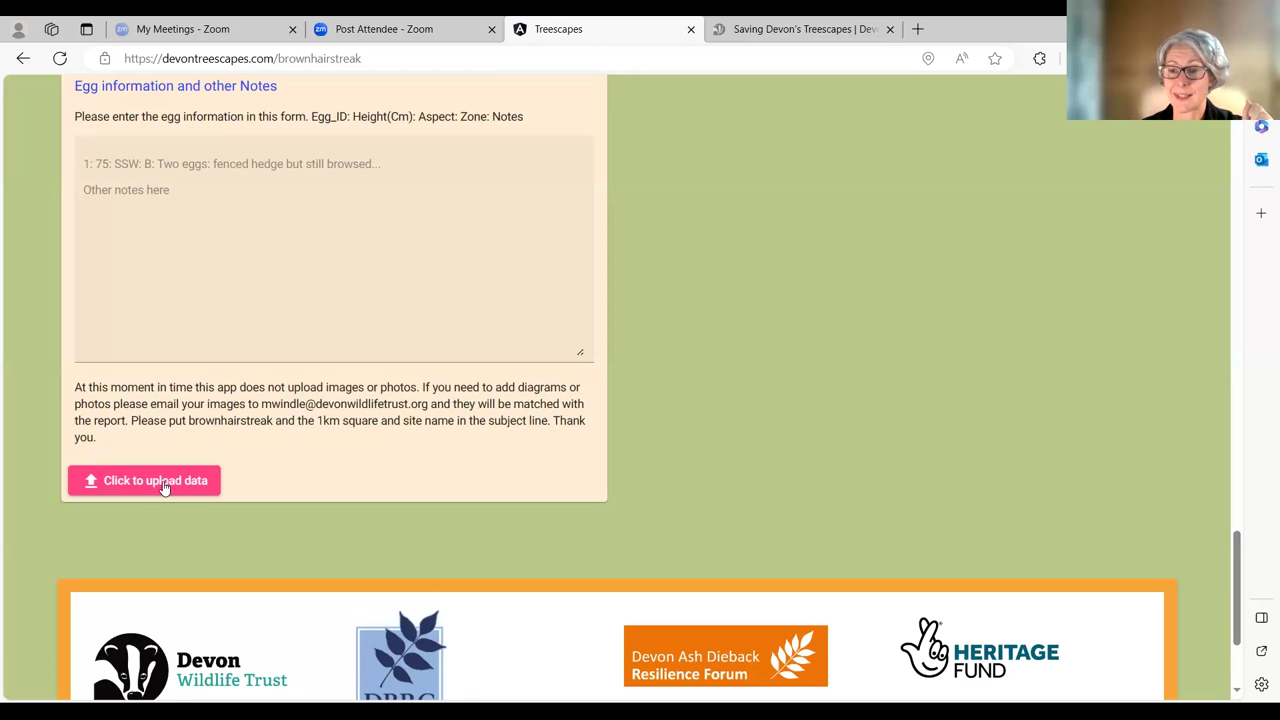 My Meetings - Zoom
Post Attendee - Zoom
Treescapes
Saving Devon's Treescapes | Dev
https://devontreescapes.com/brownhairstreak
Egg information and other Notes
Please enter the egg information in this form. Egg_ID: Height(Cm): Aspect: Zone: Notes
1: 75: SSW: B: Two eggs: fenced hedge but still browsed...
Other notes here
At this moment in time this app does not upload images or photos. If you need to add diagrams or
photos please email your images to mwindle@devonwildlifetrust.org and they will be matched with
the report. Please put brownhairstreak and the 1km square and site name in the subject line. Thank
you.
Click to upload data
Devon
Wildlife Trust
DBRC
Devon Ash Dieback
Resilience Forum
HERITAGE
FUND